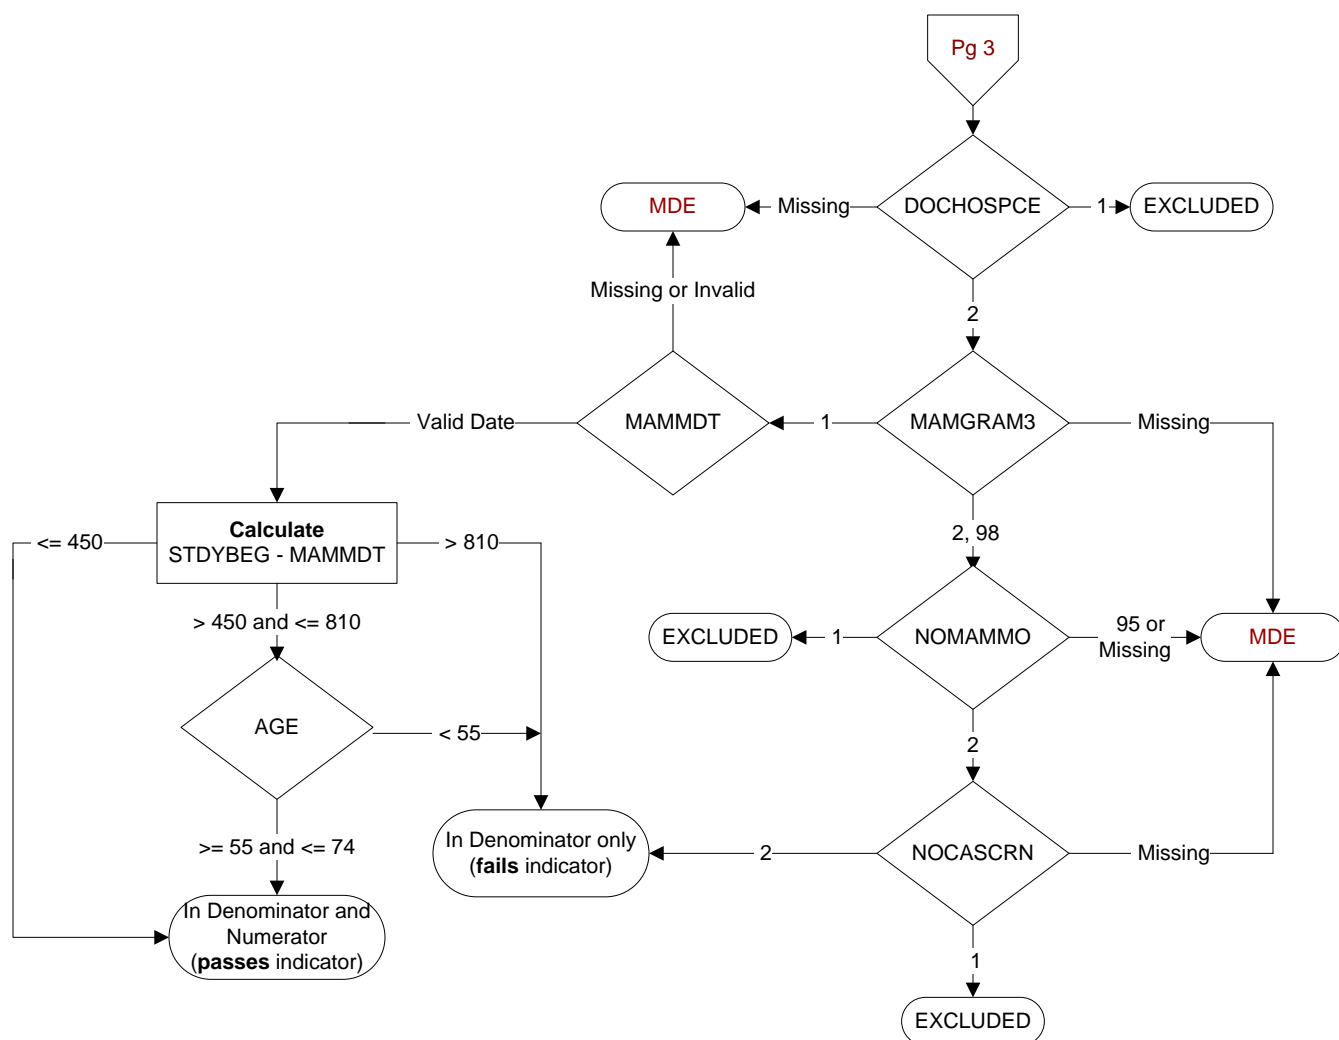 Pg 3
MDE
Missing
DOCHOSPCE
1
EXCLUDED
Missing or Invalid
2
Valid Date
MAMMDT
1
MAMGRAM3
Missing
<= 450
Calculate
STDYBEG - MAMMDT
> 810
2, 98
> 450 and <= 810
EXCLUDED
1
NOMAMMO
95 or
Missing
MDE
AGE
< 55
2
>= 55 and <= 74
In Denominator only
(fails indicator)
2
NOCASCRN
Missing
In Denominator and
Numerator
(passes indicator)
1
EXCLUDED